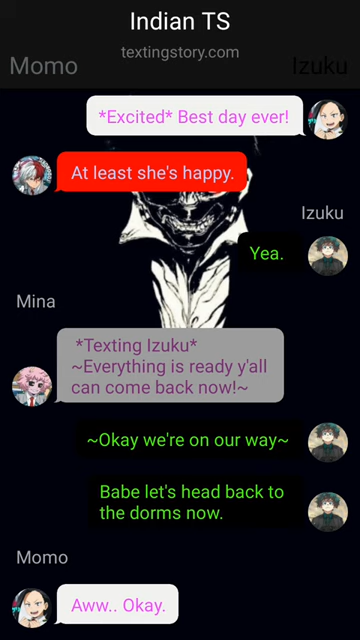 Indian TS
textingstory.com
Momo
Izuku
*Excited* Best day ever!
At least she's happy.
Izuku
Yea.
Mina
*Texting Izuku*
~Everything is ready y'all
can come back now!~
~Okay we're on our way~
Babe let's head back to
the dorms now.
Momo
Aww.. Okay.